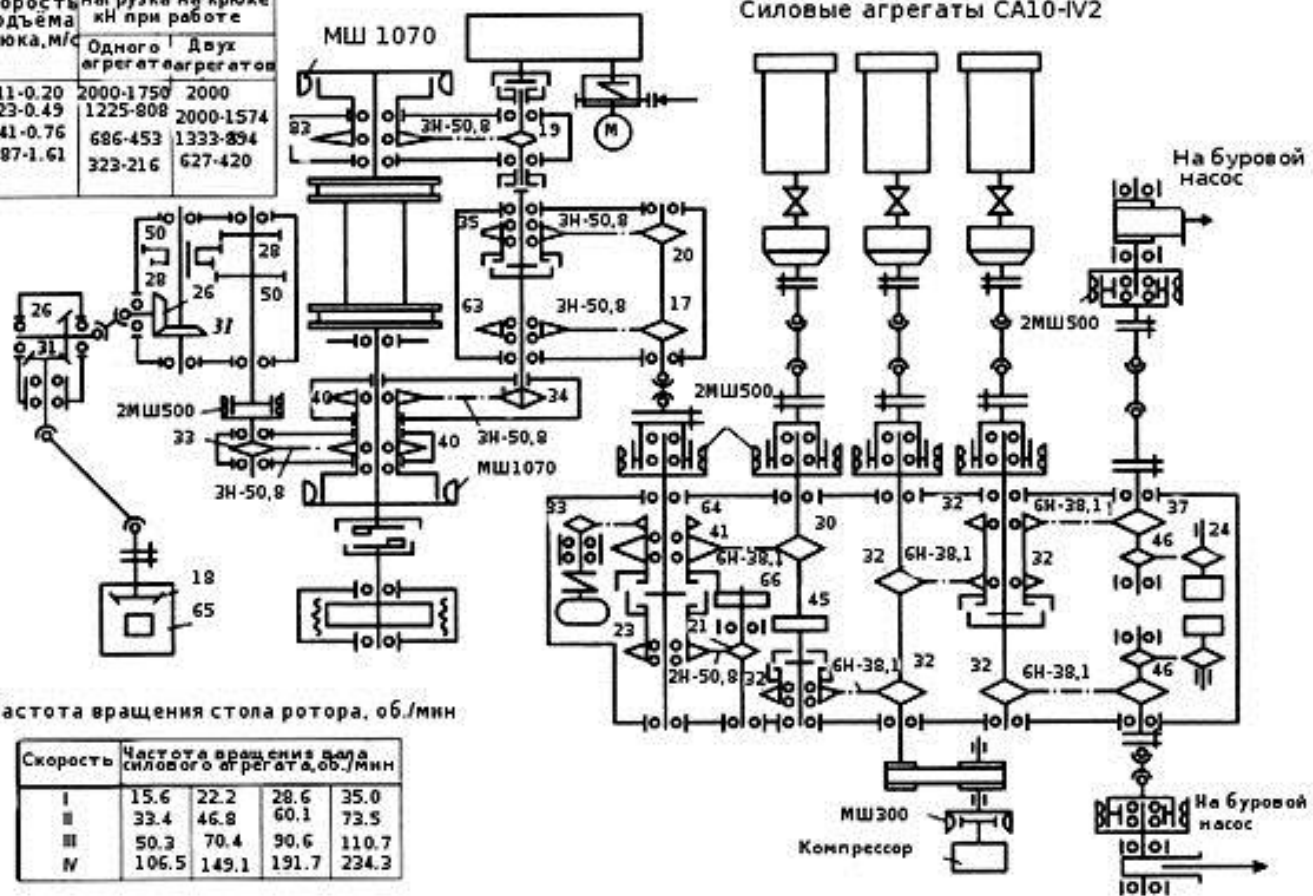 Силовые агрегаты СА10-IV2
нагрузка на крюке
кН при работе
Одного агрегата
Двух агрегатов
2000-1750 2000
1225-808 2000-1574
686-453 1333-894
323-216 627-420
МШ 1070
83
3Н-50,8
19
М
35
3Н-50,8
20
63
3Н-50,8
17
50
28
28
26
50
31
26
31
2МШ500
33
3Н-50,8
40
34
3Н-50,8
40
МШ1070
18
65
2МШ500
На буровой
насос
2МШ500
64
41
6Н-38,1
30
66
45
23
21
2Н-50,8
32
6Н-38,1
32
32
6Н-38,1
32
32
6Н-38,1
37
46
24
32
6Н-38,1
46
МШ300
Компрессор
На буровой
насос
вращения стола ротора, об./мин
Скорость
Частота вращения вала
силового агрегата, об./мин
I 15.6 22.2 28.6 35.0
II 33.4 46.8 60.1 73.5
III 50.3 70.4 90.6 110.7
IV 106.5 149.1 191.7 234.3